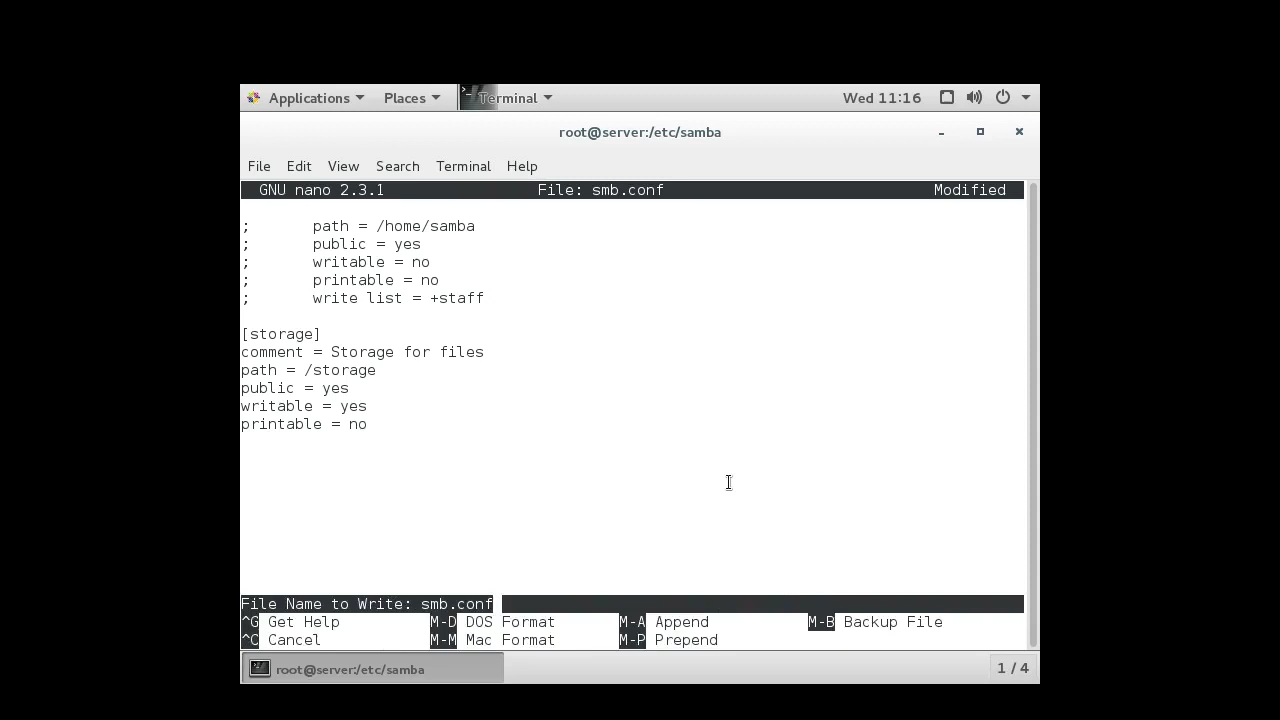 Applications Places Terminal Wed 11:16
root@server:/etc/samba
File Edit View Search Terminal Help
GNU nano 2.3.1 File: smb.conf Modified
; path = /home/samba
; public = yes
; writable = no
; printable = no
; write list = +staff
[storage]
comment = Storage for files
path = /storage
public = yes
writable = yes
printable = no
File Name to Write: smb.conf
^G Get Help M-D DOS Format M-A Append M-B Backup File
^C Cancel M-M Mac Format M-P Prepend
root@server:/etc/samba 1 / 4